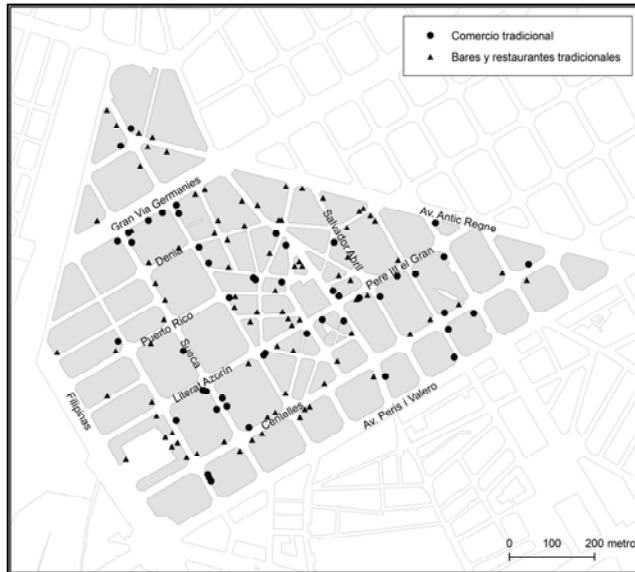 Comercio tradicional
Bares y restaurantes tradicionales
Gran Via Germanies
Salvador Abril
Av. Antic Regne
Denia
Pere III el Gran
Puerto Rico
Sueca
Literat Azorín
Filipinas
Centelles
Av. Peris i Valero
0 100 200 metro